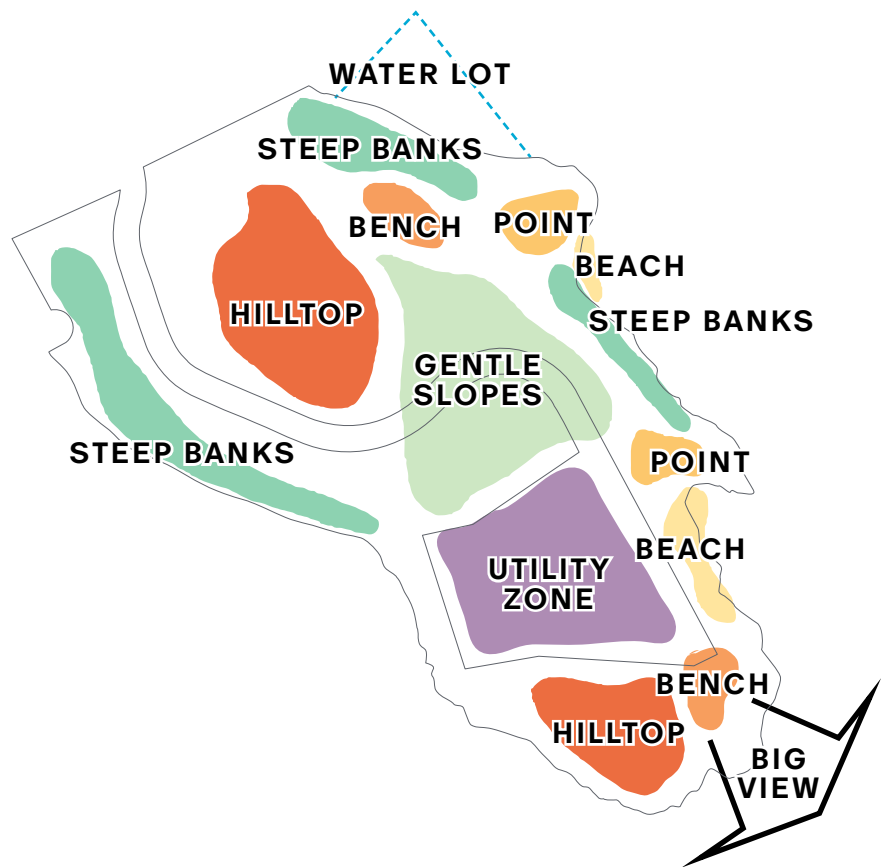 WATER LOT
STEEP BANKS
BENCH
POINT
BEACH
HILLTOP
STEEP BANKS
GENTLE
SLOPES
STEEP BANKS
POINT
BEACH
UTILITY
ZONE
BENCH
HILLTOP
BIG
VIEW